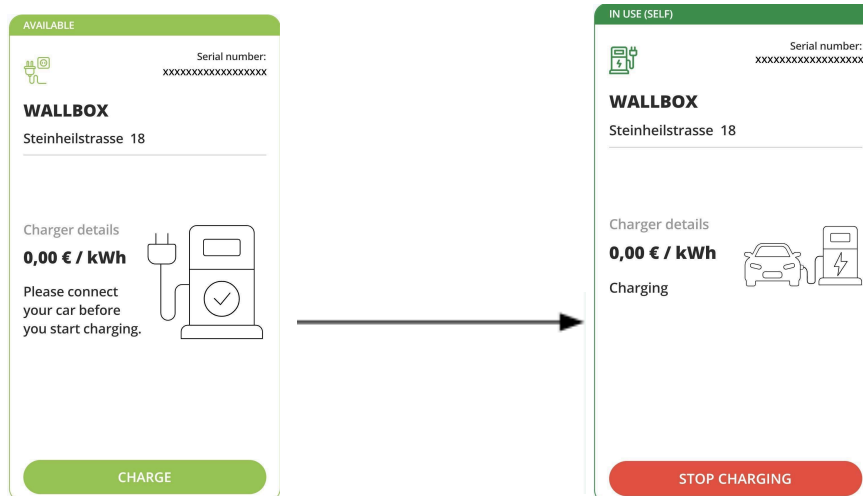 AVAILABLE
Serial number:
xxxxxxxxxxxxxxxxxx
WALLBOX
Steinheilstrasse 18
Charger details
0,00 € / kWh
Please connect
your car before
you start charging.
CHARGE
IN USE (SELF)
Serial number:
xxxxxxxxxxxxxxxxxx
WALLBOX
Steinheilstrasse 18
Charger details
0,00 € / kWh
Charging
STOP CHARGING